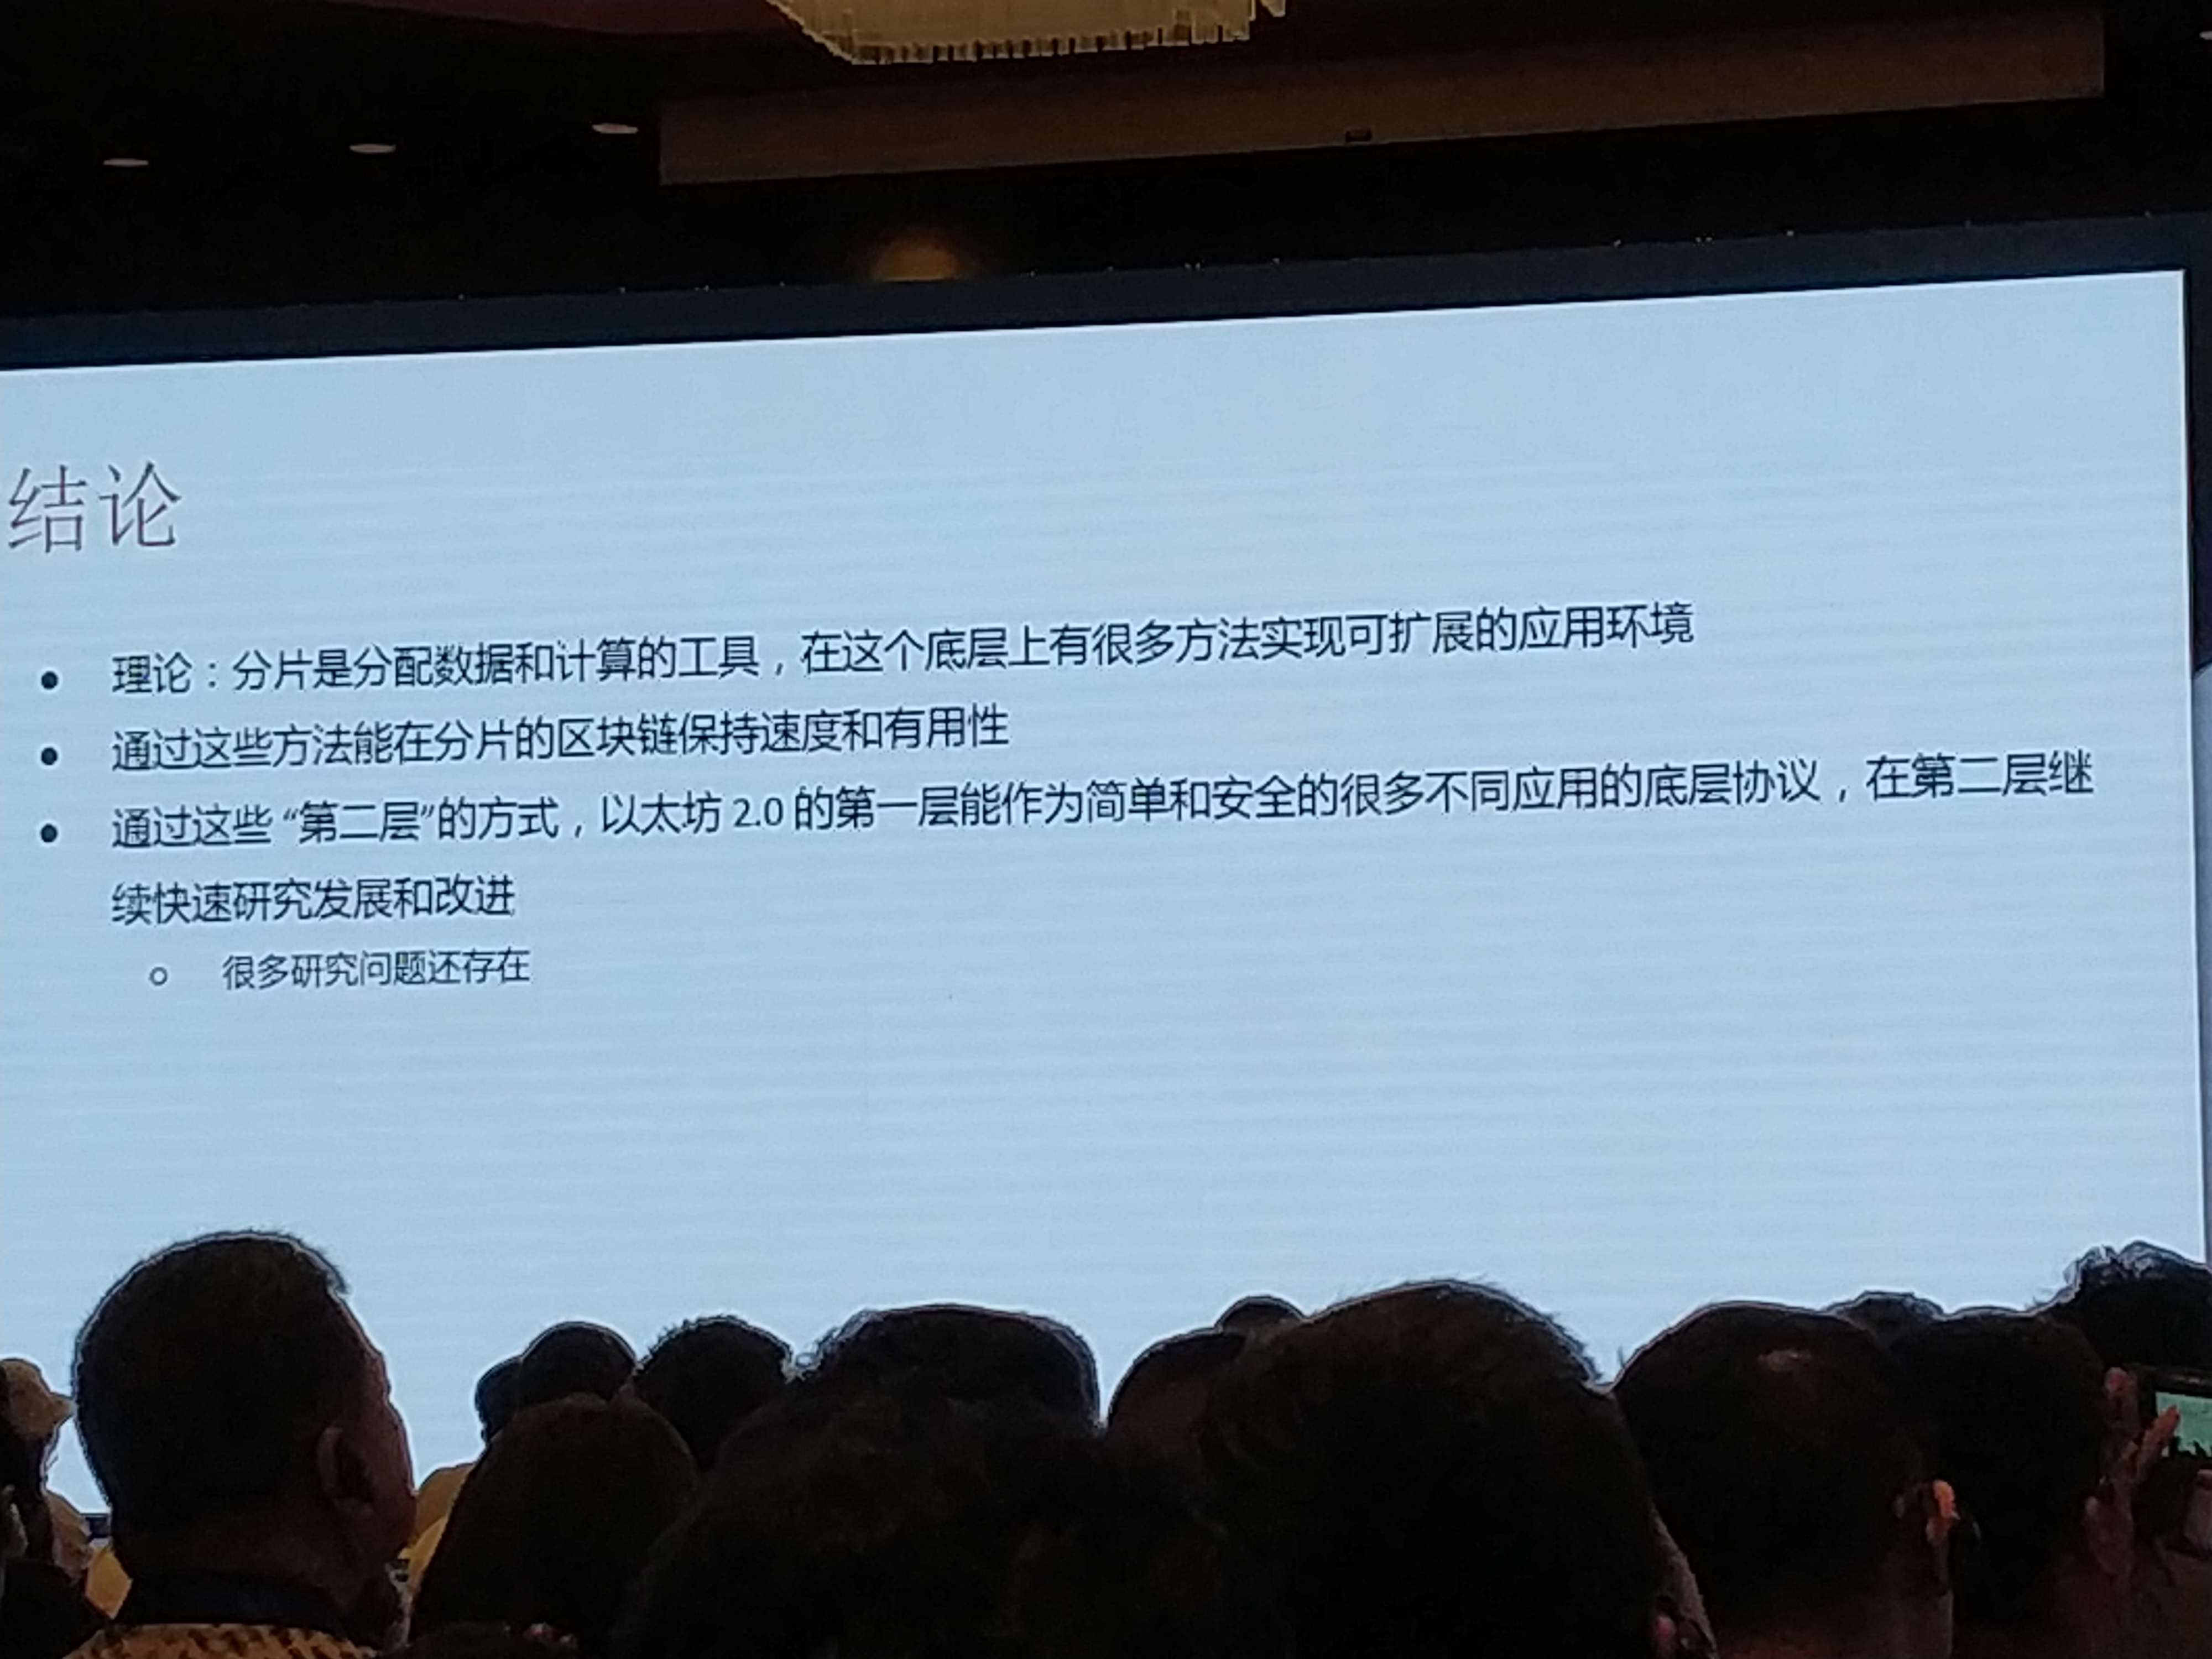 结论
● 理论：分片是分配数据和计算的工具，在这个底层上有很多方法实现可扩展的应用环境
● 通过这些方法能在分片的区块链保持速度和有用性
● 通过这些“第二层”的方式，以太坊 2.0 的第一层能作为简单和安全的很多不同应用的底层协议，在第二层继
续快速研究发展和改进
○ 很多研究问题还存在